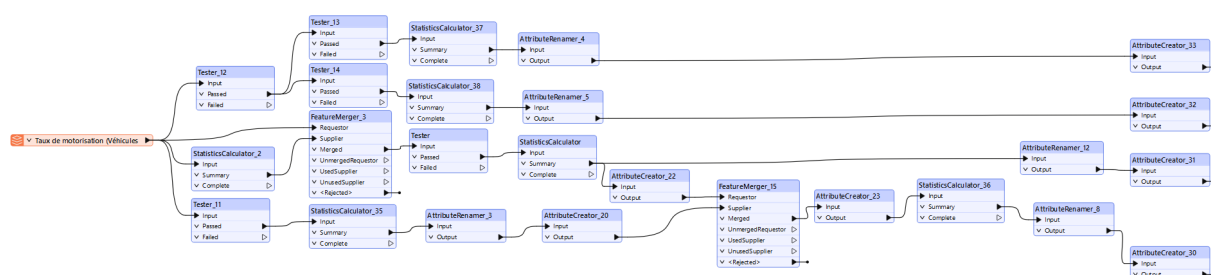 Taux de motorisation (Véhicules
Tester_12
Input
Passed
Failed
StatisticsCalculator_2
Input
Summary
Complete
Tester_11
Input
Passed
Failed
Tester_13
Input
Passed
Failed
Tester_14
Input
Passed
Failed
FeatureMerger_3
Requestor
Supplier
Merged
UnmergedRequestor
UsedSupplier
UnusedSupplier
<Rejected>
StatisticsCalculator_35
Input
Summary
Complete
StatisticsCalculator_37
Input
Summary
Complete
StatisticsCalculator_38
Input
Summary
Complete
Tester
Input
Passed
Failed
AttributeRenamer_3
Input
Output
AttributeRenamer_4
Input
Output
AttributeRenamer_5
Input
Output
StatisticsCalculator
Input
Summary
Complete
AttributeCreator_20
Input
Output
AttributeCreator_22
Input
Output
FeatureMerger_15
Requestor
Supplier
Merged
UnmergedRequestor
UsedSupplier
UnusedSupplier
<Rejected>
AttributeCreator_23
Input
Output
StatisticsCalculator_36
Input
Summary
Complete
AttributeRenamer_12
Input
Output
AttributeRenamer_8
Input
Output
AttributeCreator_33
Input
Output
AttributeCreator_32
Input
Output
AttributeCreator_31
Input
Output
AttributeCreator_30
Input
Output